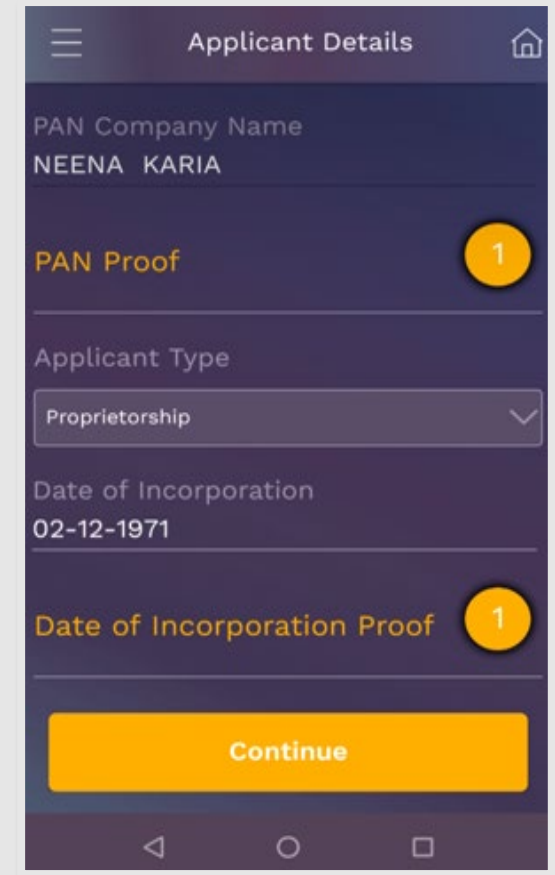 Applicant Details
PAN Company Name
NEENA KARIA
PAN Proof
1
Applicant Type
Proprietorship
Date of Incorporation
02-12-1971
Date of Incorporation Proof
1
Continue